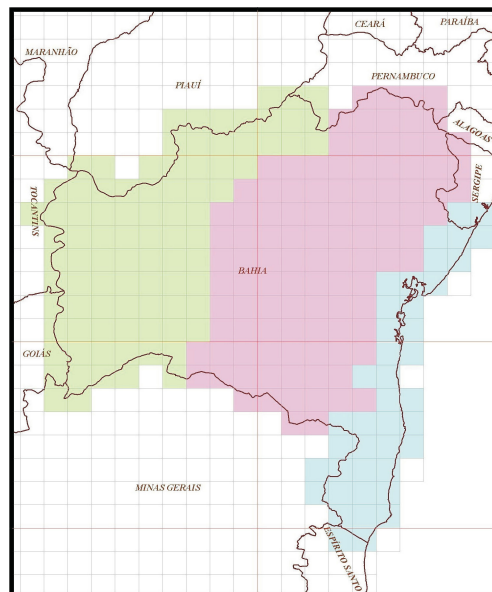 CEARÁ
PARAÍBA
MARANHÃO
PIAUÍ
PERNAMBUCO
ALAGOAS
SERGIPE
TOCANTINS
BAHIA
GOIÁS
MINAS GERAIS
ESPÍRITO SANTO